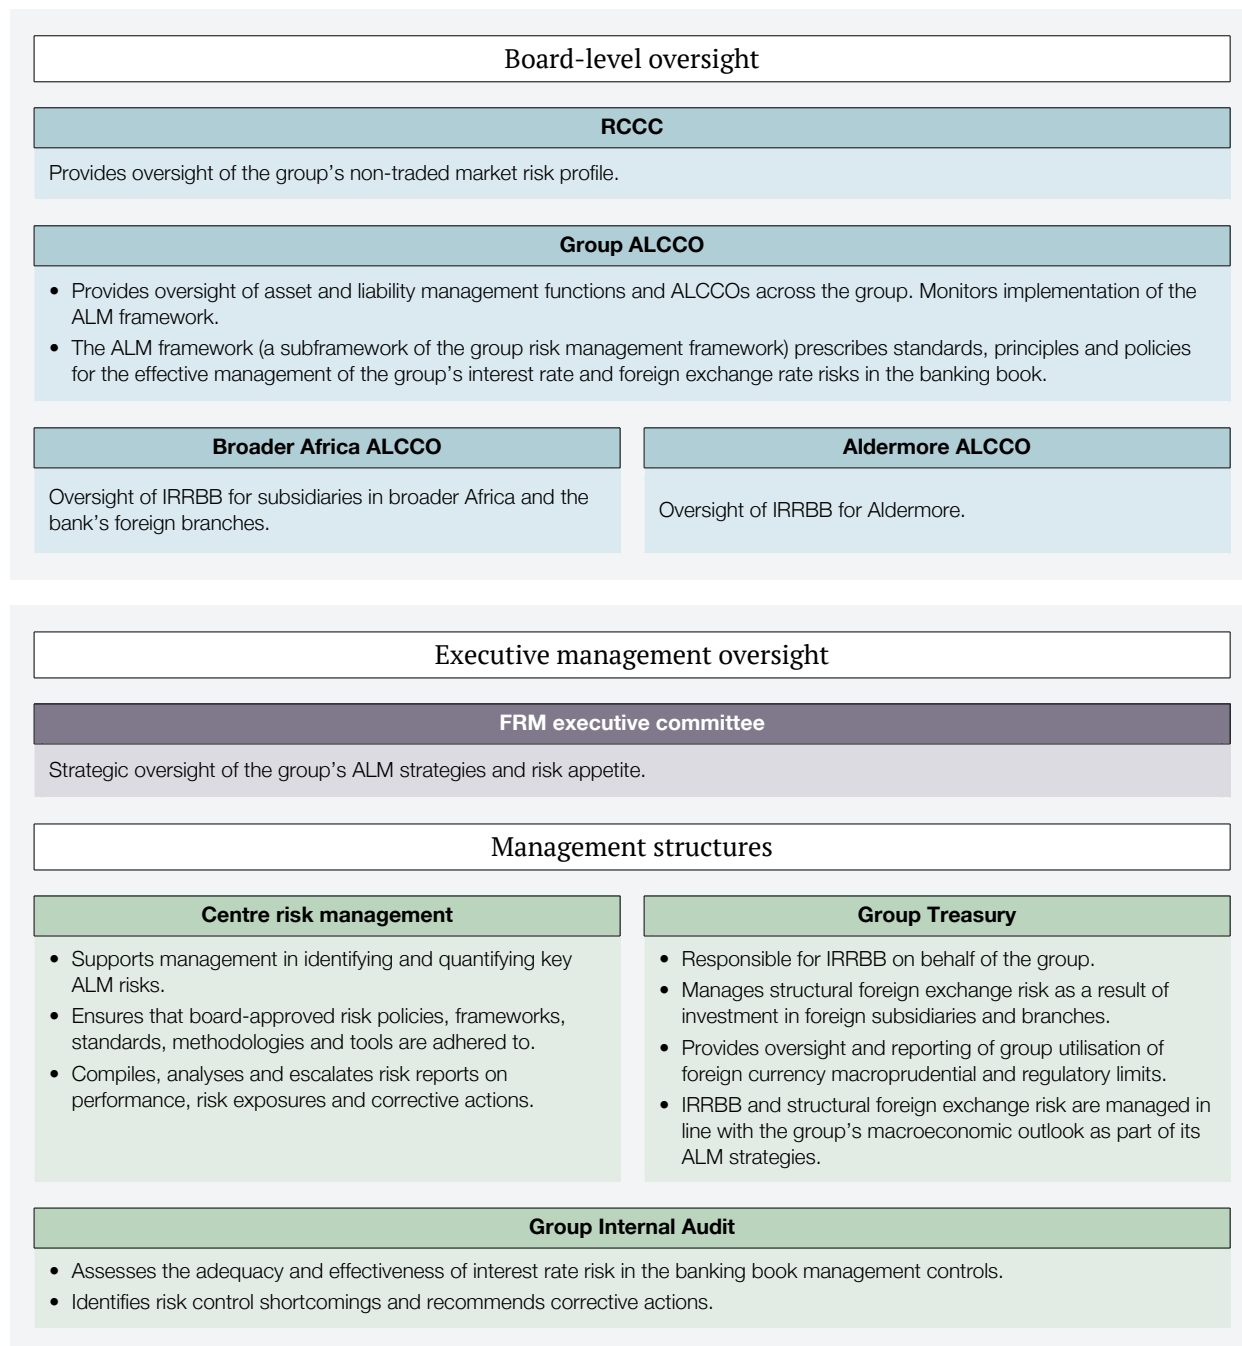 Board-level oversight
RCCC
Provides oversight of the group’s non-traded market risk profile.
Group ALCCO
• Provides oversight of asset and liability management functions and ALCCOs across the group. Monitors implementation of the
ALM framework.
• The ALM framework (a subframework of the group risk management framework) prescribes standards, principles and policies
for the effective management of the group’s interest rate and foreign exchange rate risks in the banking book.
Broader Africa ALCCO
Oversight of IRRBB for subsidiaries in broader Africa and the
bank’s foreign branches.
Aldermore ALCCO
Oversight of IRRBB for Aldermore.
Executive management oversight
FRM executive committee
Strategic oversight of the group’s ALM strategies and risk appetite.
Management structures
Centre risk management
• Supports management in identifying and quantifying key
ALM risks.
• Ensures that board-approved risk policies, frameworks,
standards, methodologies and tools are adhered to.
• Compiles, analyses and escalates risk reports on
performance, risk exposures and corrective actions.
Group Treasury
• Responsible for IRRBB on behalf of the group.
• Manages structural foreign exchange risk as a result of
investment in foreign subsidiaries and branches.
• Provides oversight and reporting of group utilisation of
foreign currency macroprudential and regulatory limits.
• IRRBB and structural foreign exchange risk are managed in
line with the group’s macroeconomic outlook as part of its
ALM strategies.
Group Internal Audit
• Assesses the adequacy and effectiveness of interest rate risk in the banking book management controls.
• Identifies risk control shortcomings and recommends corrective actions.